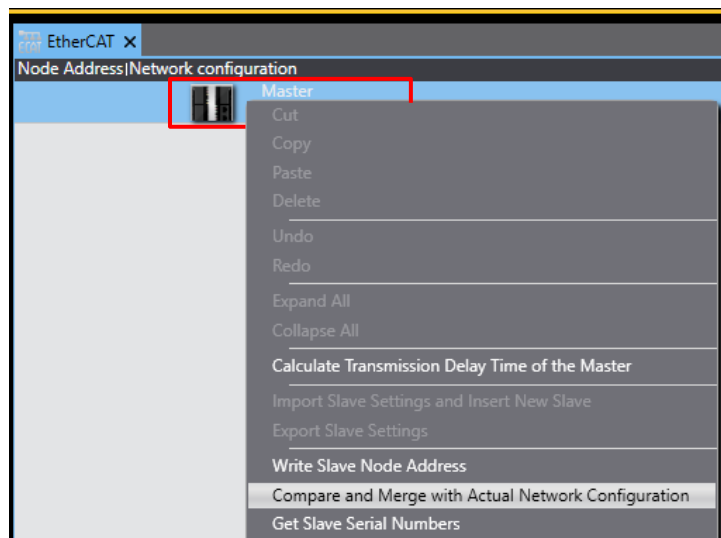 EtherCAT
Node Address|Network configuration
Master
Cut
Copy
Paste
Delete
Undo
Redo
Expand All
Collapse All
Calculate Transmission Delay Time of the Master
Import Slave Settings and Insert New Slave
Export Slave Settings
Write Slave Node Address
Compare and Merge with Actual Network Configuration
Get Slave Serial Numbers